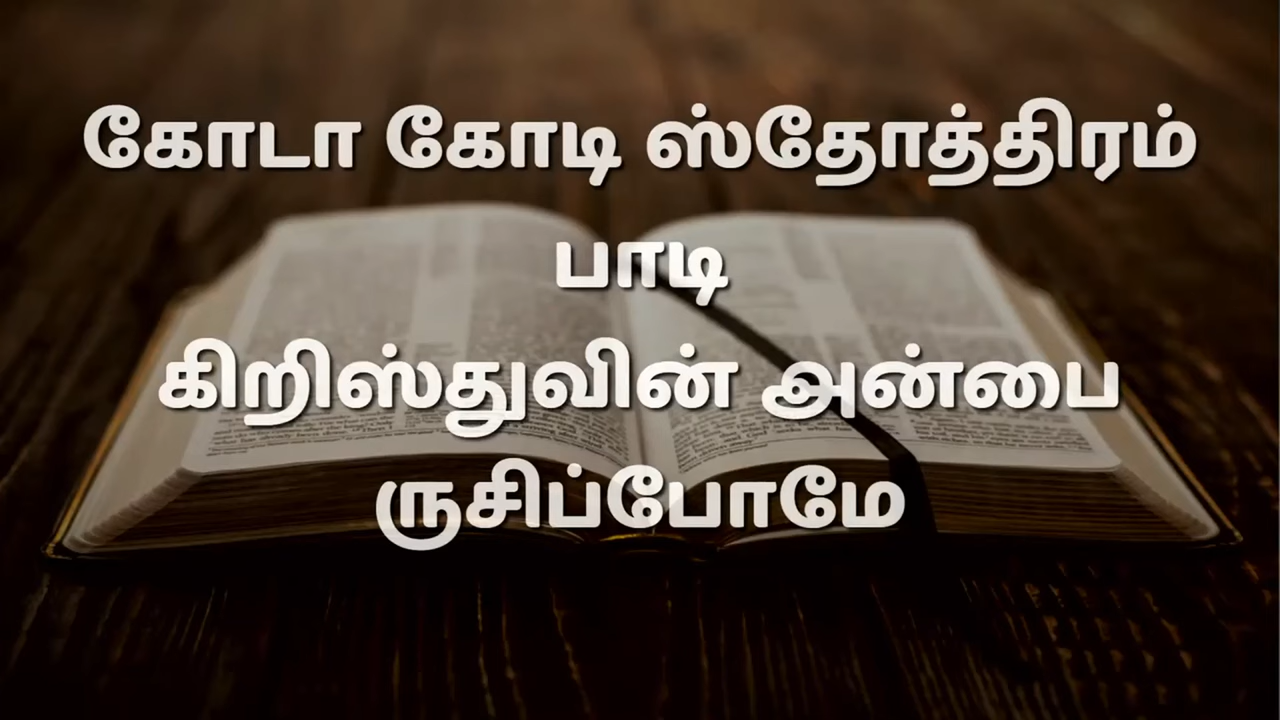 கோடா கோடி ஸ்தோத்திரம்
பாடி
கிறிஸ்துவின் அன்பை
ருசிப்போமே